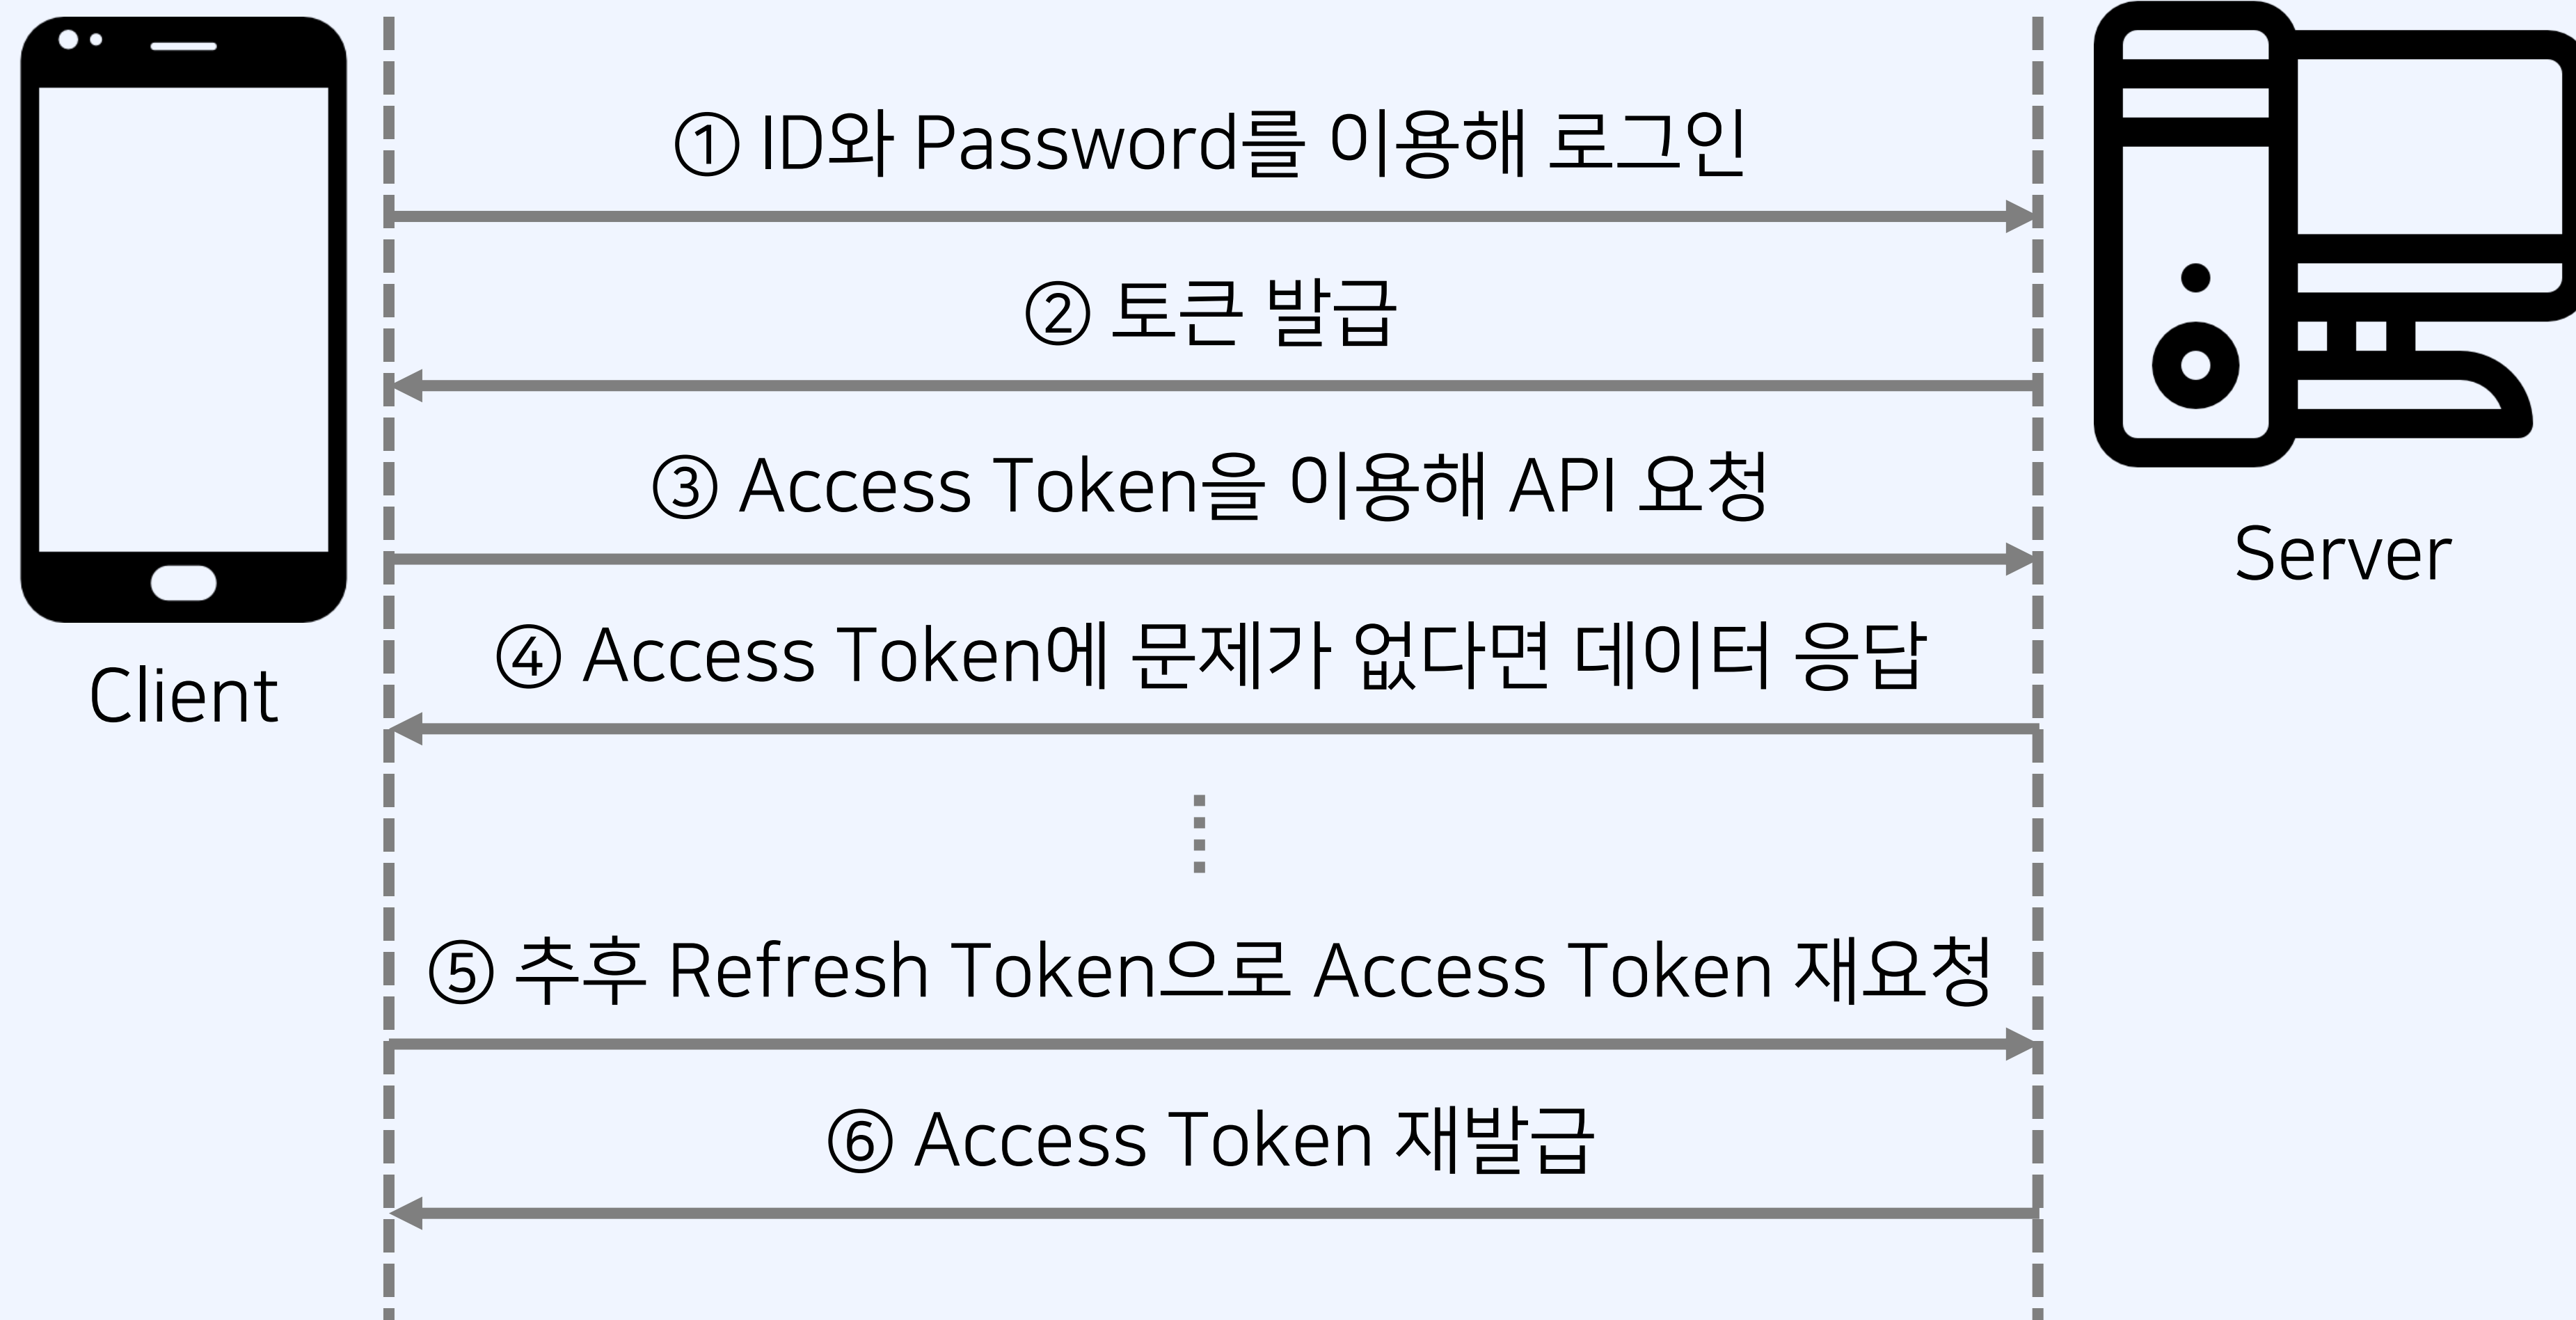 ① ID와 Password를 이용해 로그인
② 토큰 발급
③ Access Token을 이용해 API 요청
Server
④ Access Token에 문제가 없다면 데이터 응답
Client
⑤ 추후 Refresh Token으로 Access Token 재요청
⑥ Access Token 재발급